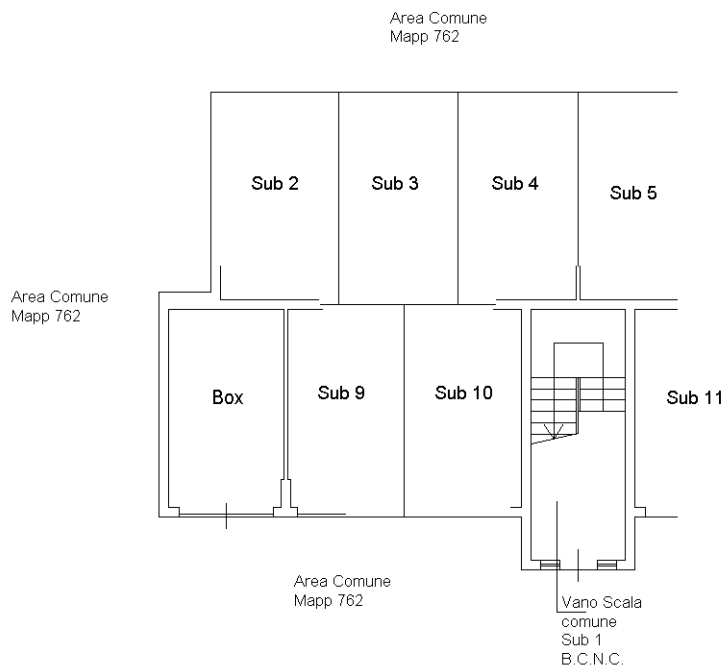 Area Comune
Mapp 762
Sub 2
Sub 3
Sub 4
Sub 5
Area Comune
Mapp 762
Box
Sub 9
Sub 10
Sub 11
Area Comune
Mapp 762
Vano Scala
comune
Sub 1
B.C.N.C.